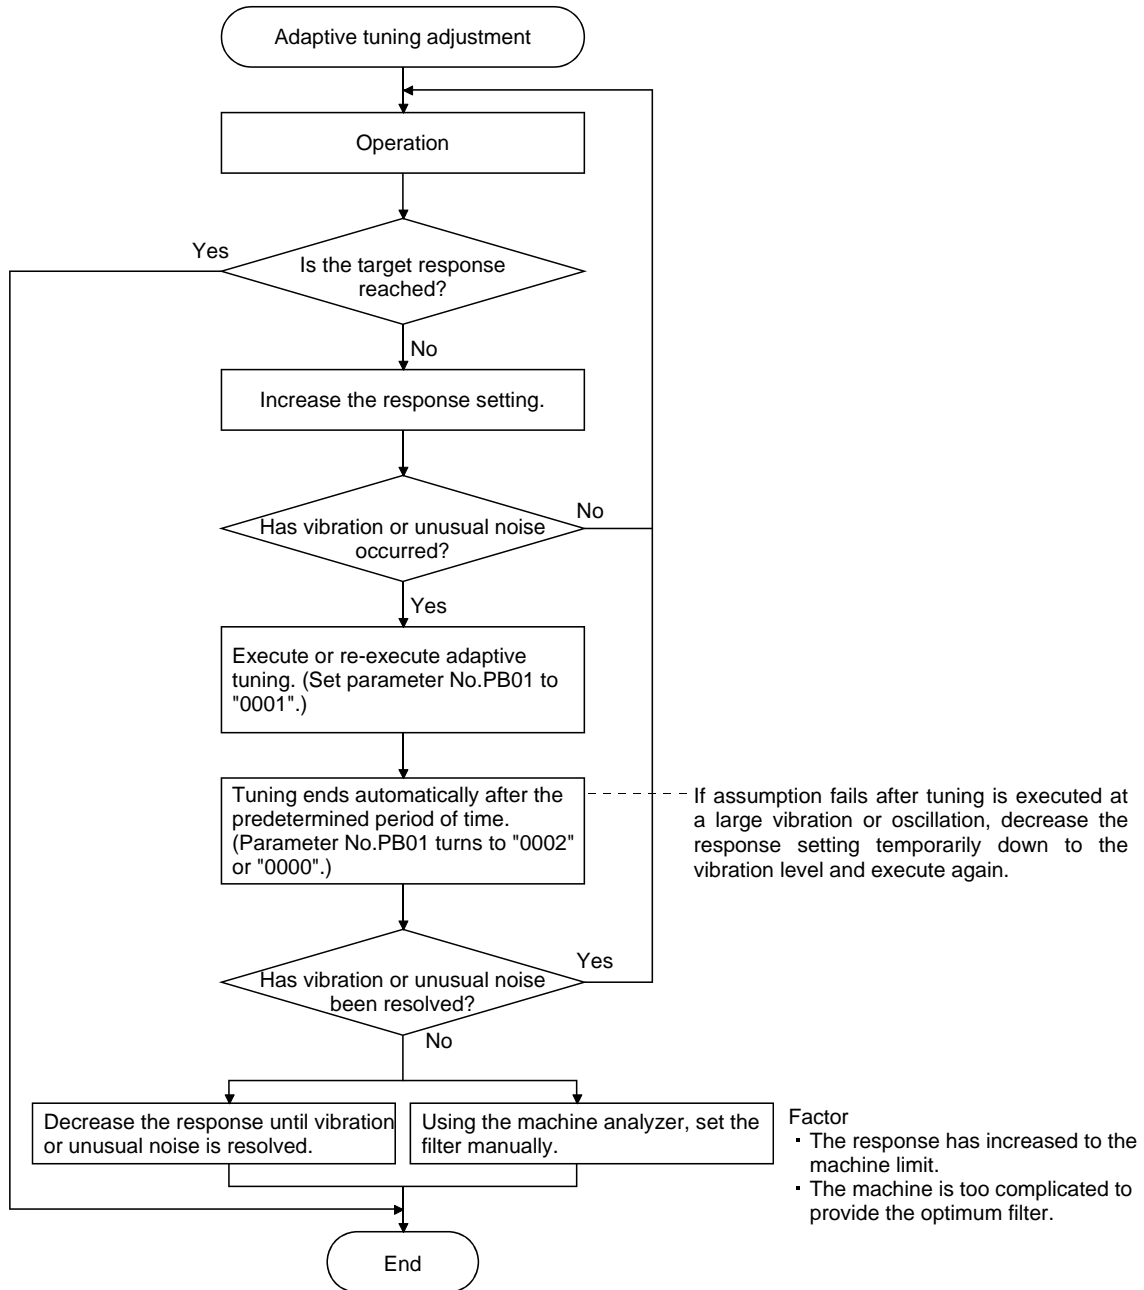 Adaptive tuning adjustment
Operation
Yes
Is the target response
reached?
No
Increase the response setting.
No
Has vibration or unusual noise
occurred?
Yes
Execute or re-execute adaptive
tuning. (Set parameter No.PB01 to
"0001".)
Tuning ends automatically after the
predetermined period of time.
(Parameter No.PB01 turns to "0002"
or "0000".)
If assumption fails after tuning is executed at
a large vibration or oscillation, decrease the
response setting temporarily down to the
vibration level and execute again.
Yes
Has vibration or unusual noise
been resolved?
No
Decrease the response until vibration
or unusual noise is resolved.
Using the machine analyzer, set the
filter manually.
Factor
· The response has increased to the
machine limit.
· The machine is too complicated to
provide the optimum filter.
End